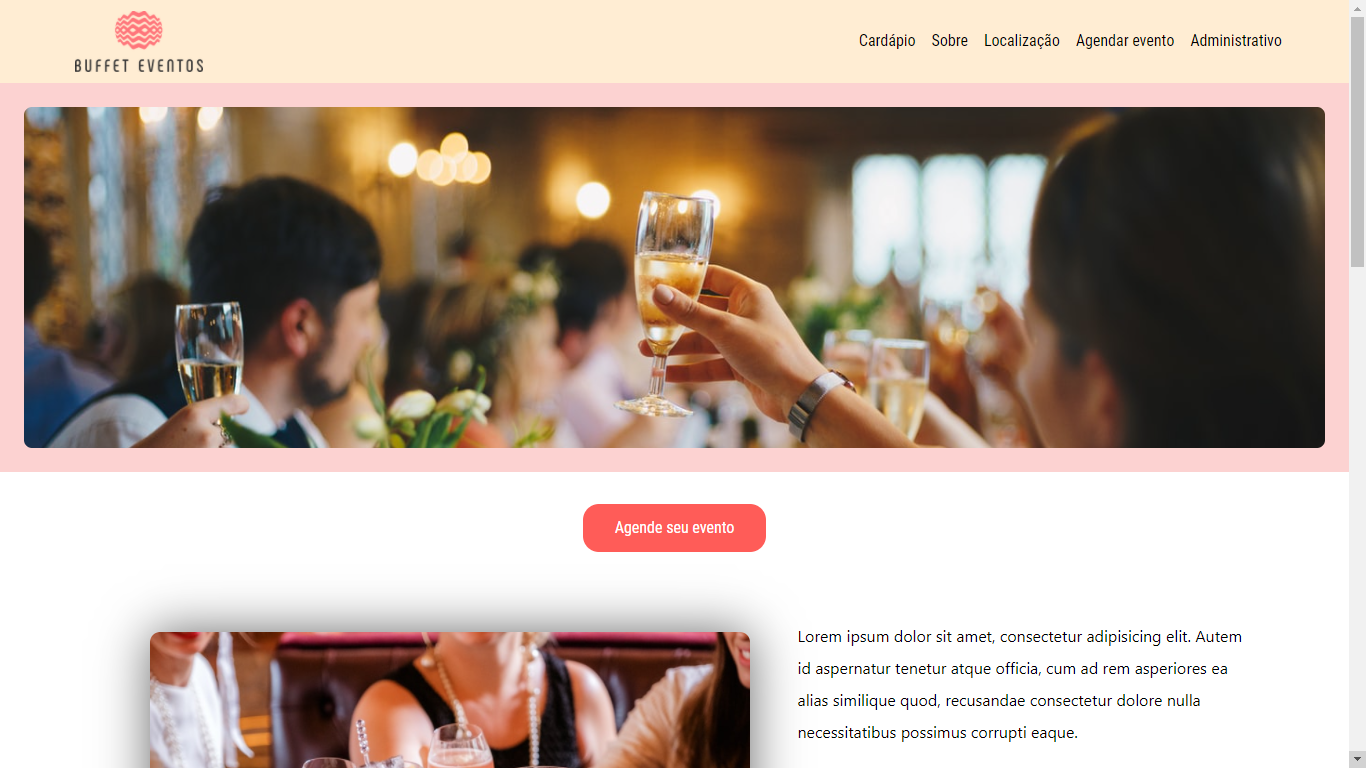 BUFFET EVENTOS
Cardápio Sobre Localização Agendar evento Administrativo
Agende seu evento
Lorem ipsum dolor sit amet, consectetur adipisicing elit. Autem
id aspernatur tenetur atque officia, cum ad rem asperiores ea
alias similique quod, recusandae consectetur dolore nulla
necessitatibus possimus corrupti eaque.